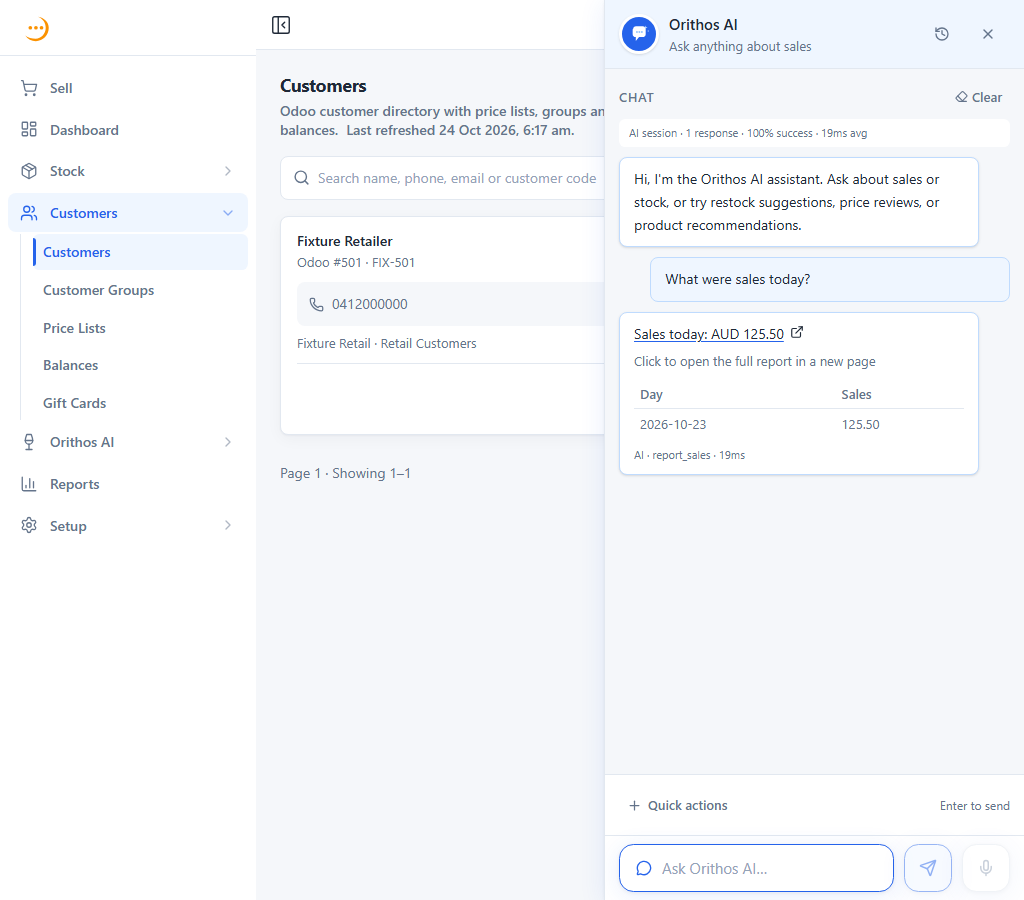 Sell
Dashboard
Stock
Customers
Customers
Customer Groups
Price Lists
Balances
Gift Cards
Orithos AI
Reports
Setup
Customers
Odoo customer directory with price lists, groups an
balances.  Last refreshed 24 Oct 2026, 6:17 am.
Search name, phone, email or customer code
Fixture Retailer
Odoo #501 · FIX-501
0412000000
Fixture Retail · Retail Customers
Page 1 · Showing 1–1
Orithos AI
Ask anything about sales
CHAT
Clear
AI session · 1 response · 100% success · 19ms avg
Hi, I'm the Orithos AI assistant. Ask about sales or
stock, or try restock suggestions, price reviews, or
product recommendations.
What were sales today?
Sales today: AUD 125.50
Click to open the full report in a new page
Day Sales
2026-10-23 125.50
AI · report_sales · 19ms
Quick actions
Enter to send
Ask Orithos AI...